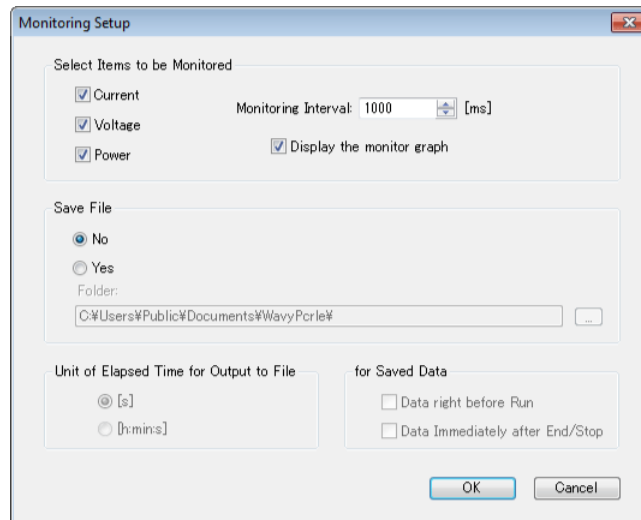 Monitoring Setup
Select Items to be Monitored
Current
Monitoring Interval: 1000 [ms]
Voltage
Display the monitor graph
Power
Save File
No
Yes
Folder:
C:¥Users¥Public¥Documents¥WavyPcrle¥
...
Unit of Elapsed Time for Output to File
[s]
[h:min:s]
for Saved Data
Data right before Run
Data Immediately after End/Stop
OK
Cancel